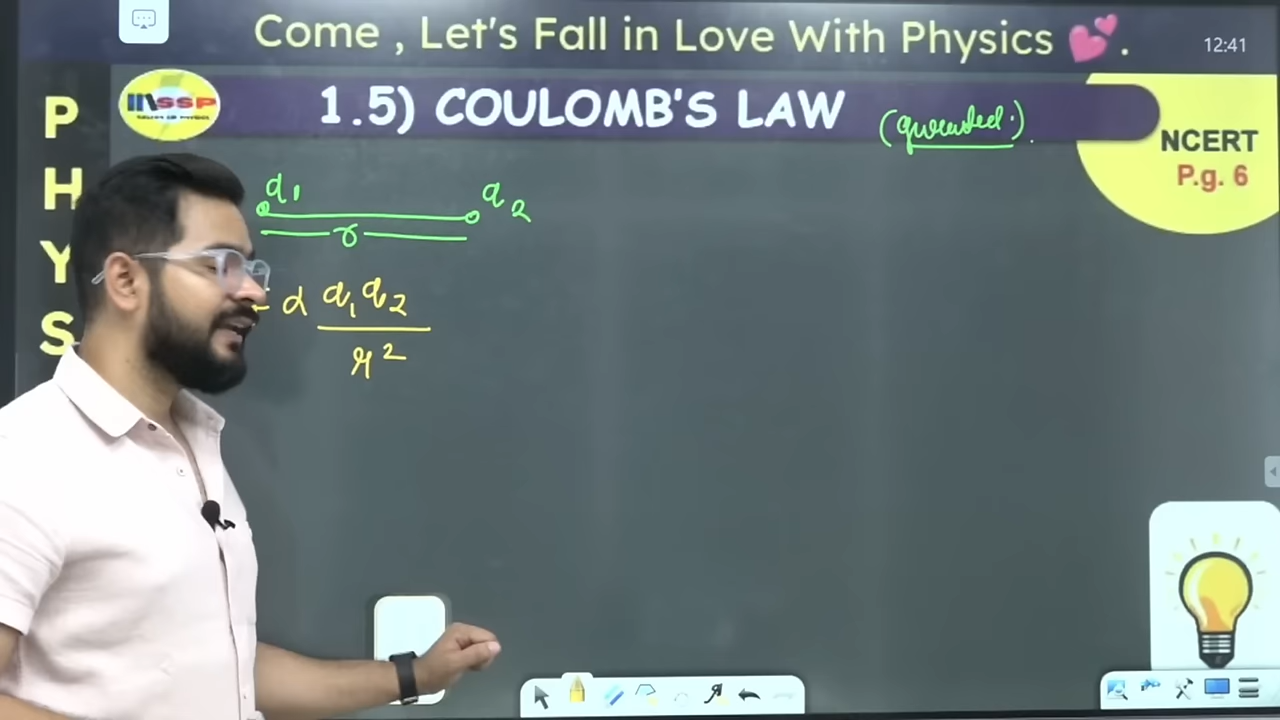 Come , Let's Fall in Love With Physics 💕 .
12:41
SSP
1.5) COULOMB'S LAW
NCERT
P.g. 6
P
H
Y
S
q1 q2
r
α q1q2
r2